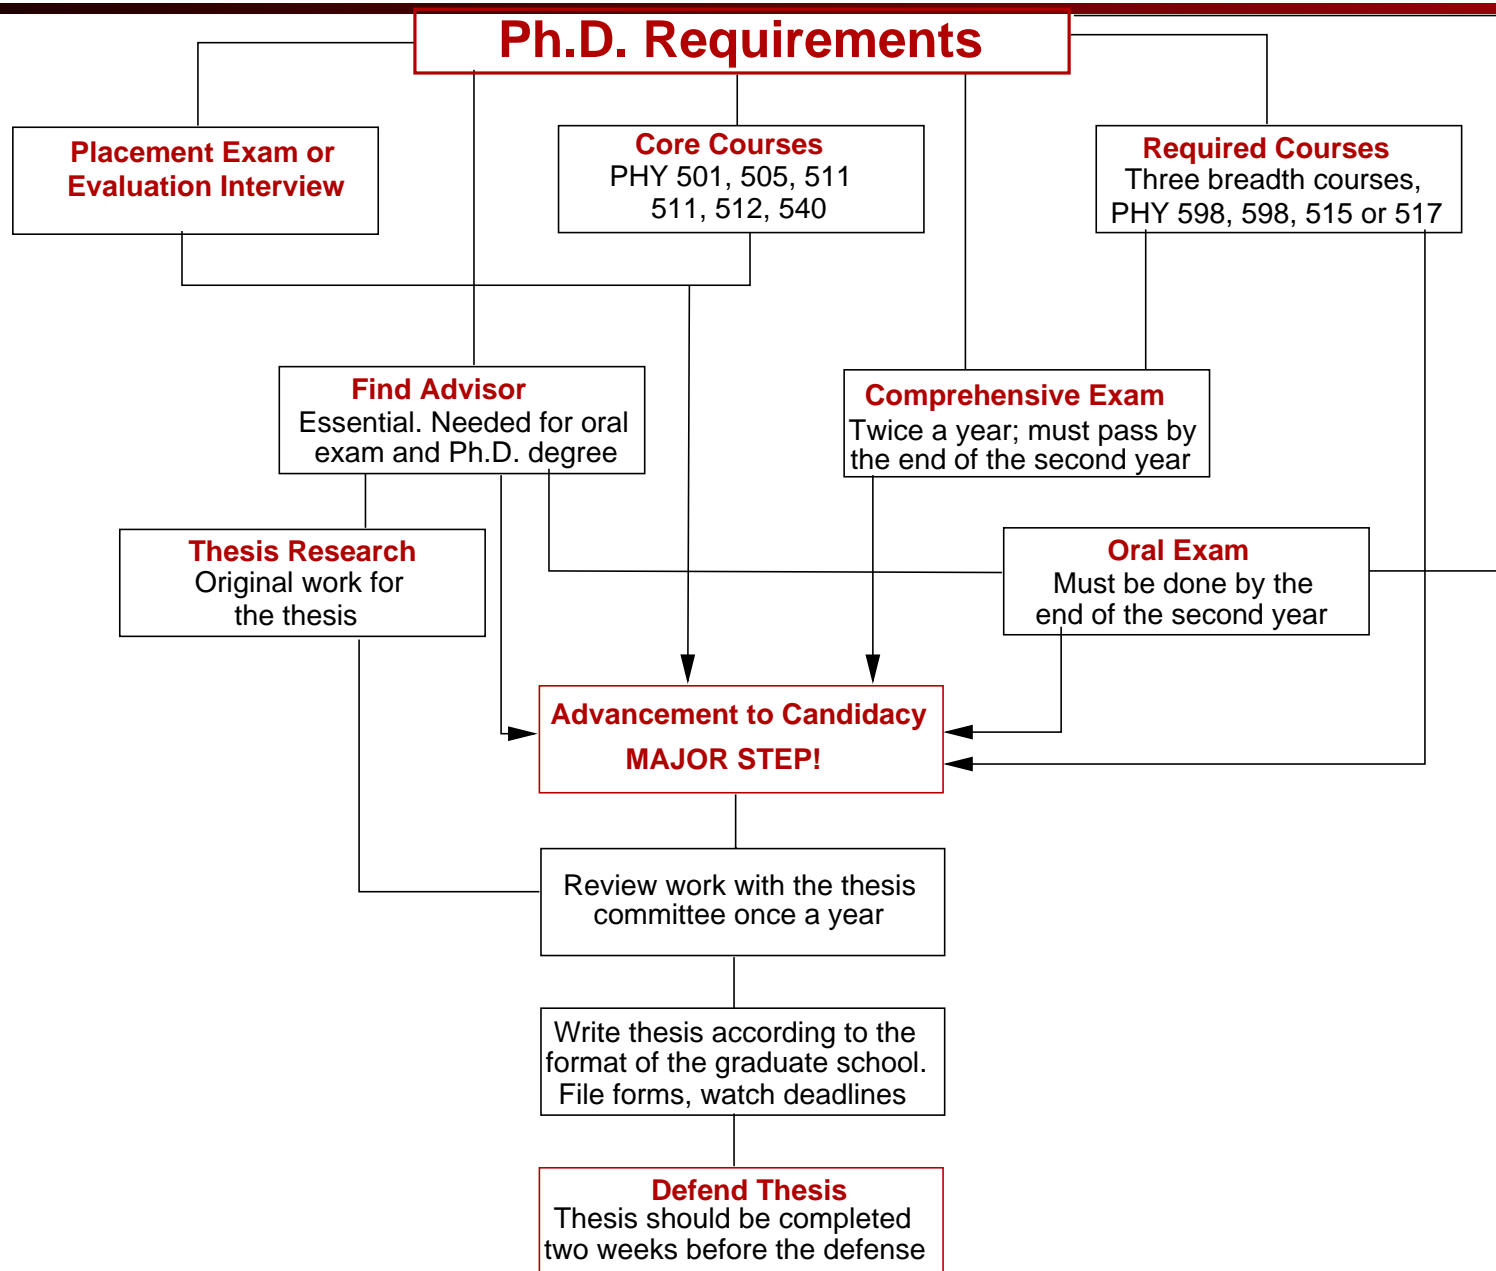 Ph.D. Requirements
Placement Exam or
Evaluation Interview
Core Courses
PHY 501, 505, 511
511, 512, 540
Required Courses
Three breadth courses,
PHY 598, 598, 515 or 517
Find Advisor
Essential. Needed for oral
exam and Ph.D. degree
Comprehensive Exam
Twice a year; must pass by
the end of the second year
Thesis Research
Original work for
the thesis
Oral Exam
Must be done by the
end of the second year
Advancement to Candidacy
MAJOR STEP!
Review work with the thesis
committee once a year
Write thesis according to the
format of the graduate school.
File forms, watch deadlines
Defend Thesis
Thesis should be completed
two weeks before the defense